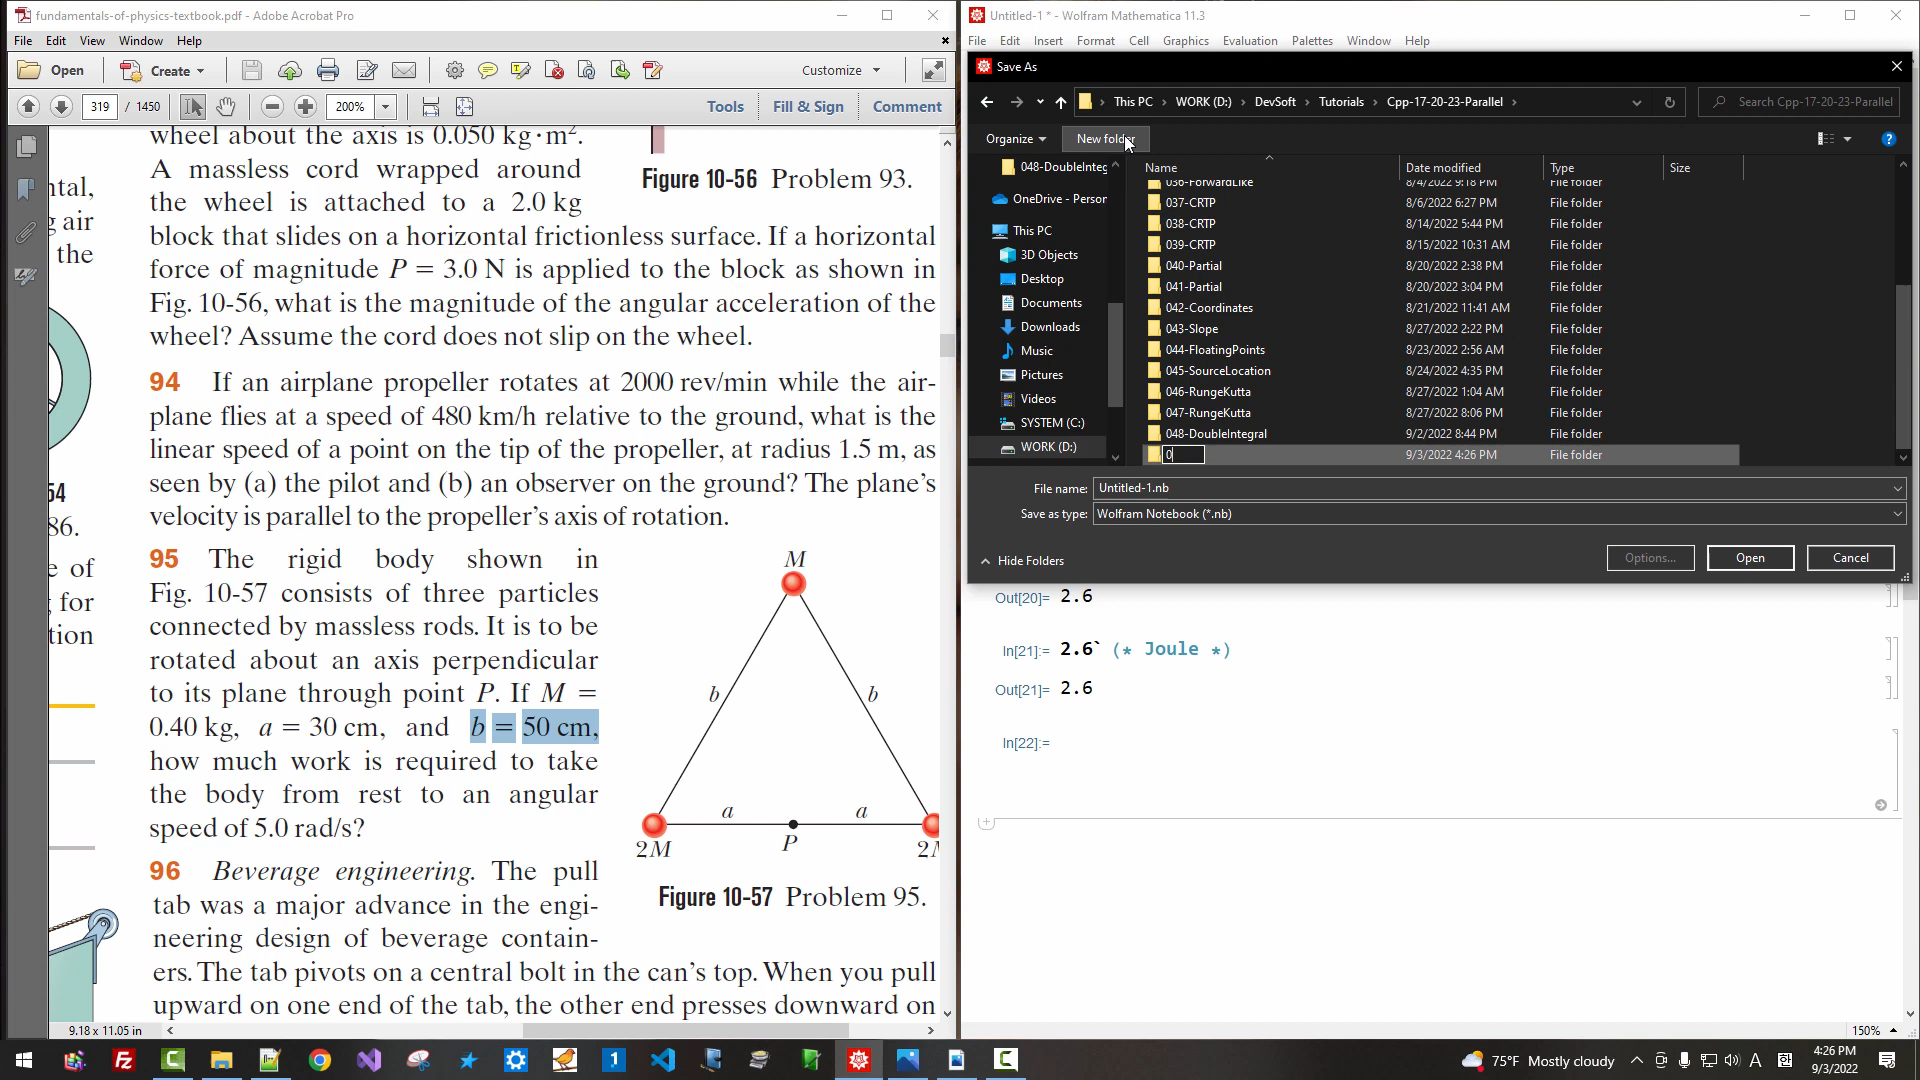 fundamentals-of-physics-textbook.pdf - Adobe Acrobat Pro
File Edit View Window Help
Open Create Customize
319 / 1450 200% Tools Fill & Sign Comment
wheel about the axis is 0.050 kg·m².
A massless cord wrapped around
the wheel is attached to a 2.0 kg
block that slides on a horizontal frictionless surface. If a horizontal
force of magnitude P = 3.0 N is applied to the block as shown in
Fig. 10-56, what is the magnitude of the angular acceleration of the
wheel? Assume the cord does not slip on the wheel.
Figure 10-56 Problem 93.
94 If an airplane propeller rotates at 2000 rev/min while the air-
plane flies at a speed of 480 km/h relative to the ground, what is the
linear speed of a point on the tip of the propeller, at radius 1.5 m, as
seen by (a) the pilot and (b) an observer on the ground? The plane's
velocity is parallel to the propeller's axis of rotation.
95 The rigid body shown in
Fig. 10-57 consists of three particles
connected by massless rods. It is to be
rotated about an axis perpendicular
to its plane through point P. If M =
0.40 kg, a = 30 cm, and b = 50 cm,
how much work is required to take
the body from rest to an angular
speed of 5.0 rad/s?
M
b b
a a
2M P 2M
Figure 10-57 Problem 95.
96 Beverage engineering. The pull
tab was a major advance in the engi-
neering design of beverage contain-
ers. The tab pivots on a central bolt in the can's top. When you pull
upward on one end of the tab, the other end presses downward on
ntal,
g air
the
54
86.
e of
for
tion
9.18 x 11.05 in
Untitled-1 * - Wolfram Mathematica 11.3
File Edit Insert Format Cell Graphics Evaluation Palettes Window Help
Save As
This PC WORK (D:) DevSoft Tutorials Cpp-17-20-23-Parallel Search Cpp-17-20-23-Parallel
Organize New folder
048-DoubleInteg
OneDrive - Person
This PC
3D Objects
Desktop
Documents
Downloads
Music
Pictures
Videos
SYSTEM (C:)
WORK (D:)
Name Date modified Type Size
036-ForwardLike 8/4/2022 9:18 PM File folder
037-CRTP 8/6/2022 6:27 PM File folder
038-CRTP 8/14/2022 5:44 PM File folder
039-CRTP 8/15/2022 10:31 AM File folder
040-Partial 8/20/2022 2:38 PM File folder
041-Partial 8/20/2022 3:04 PM File folder
042-Coordinates 8/21/2022 11:41 AM File folder
043-Slope 8/27/2022 2:22 PM File folder
044-FloatingPoints 8/23/2022 2:56 AM File folder
045-SourceLocation 8/24/2022 4:35 PM File folder
046-RungeKutta 8/27/2022 1:04 AM File folder
047-RungeKutta 8/27/2022 8:06 PM File folder
048-DoubleIntegral 9/2/2022 8:44 PM File folder
0 9/3/2022 4:26 PM File folder
File name: Untitled-1.nb
Save as type: Wolfram Notebook (*.nb)
Hide Folders Options... Open Cancel
Out[20]= 2.6
In[21]:= 2.6` (* Joule *)
Out[21]= 2.6
In[22]:=
150%
75°F Mostly cloudy A 한 4:26 PM
9/3/2022